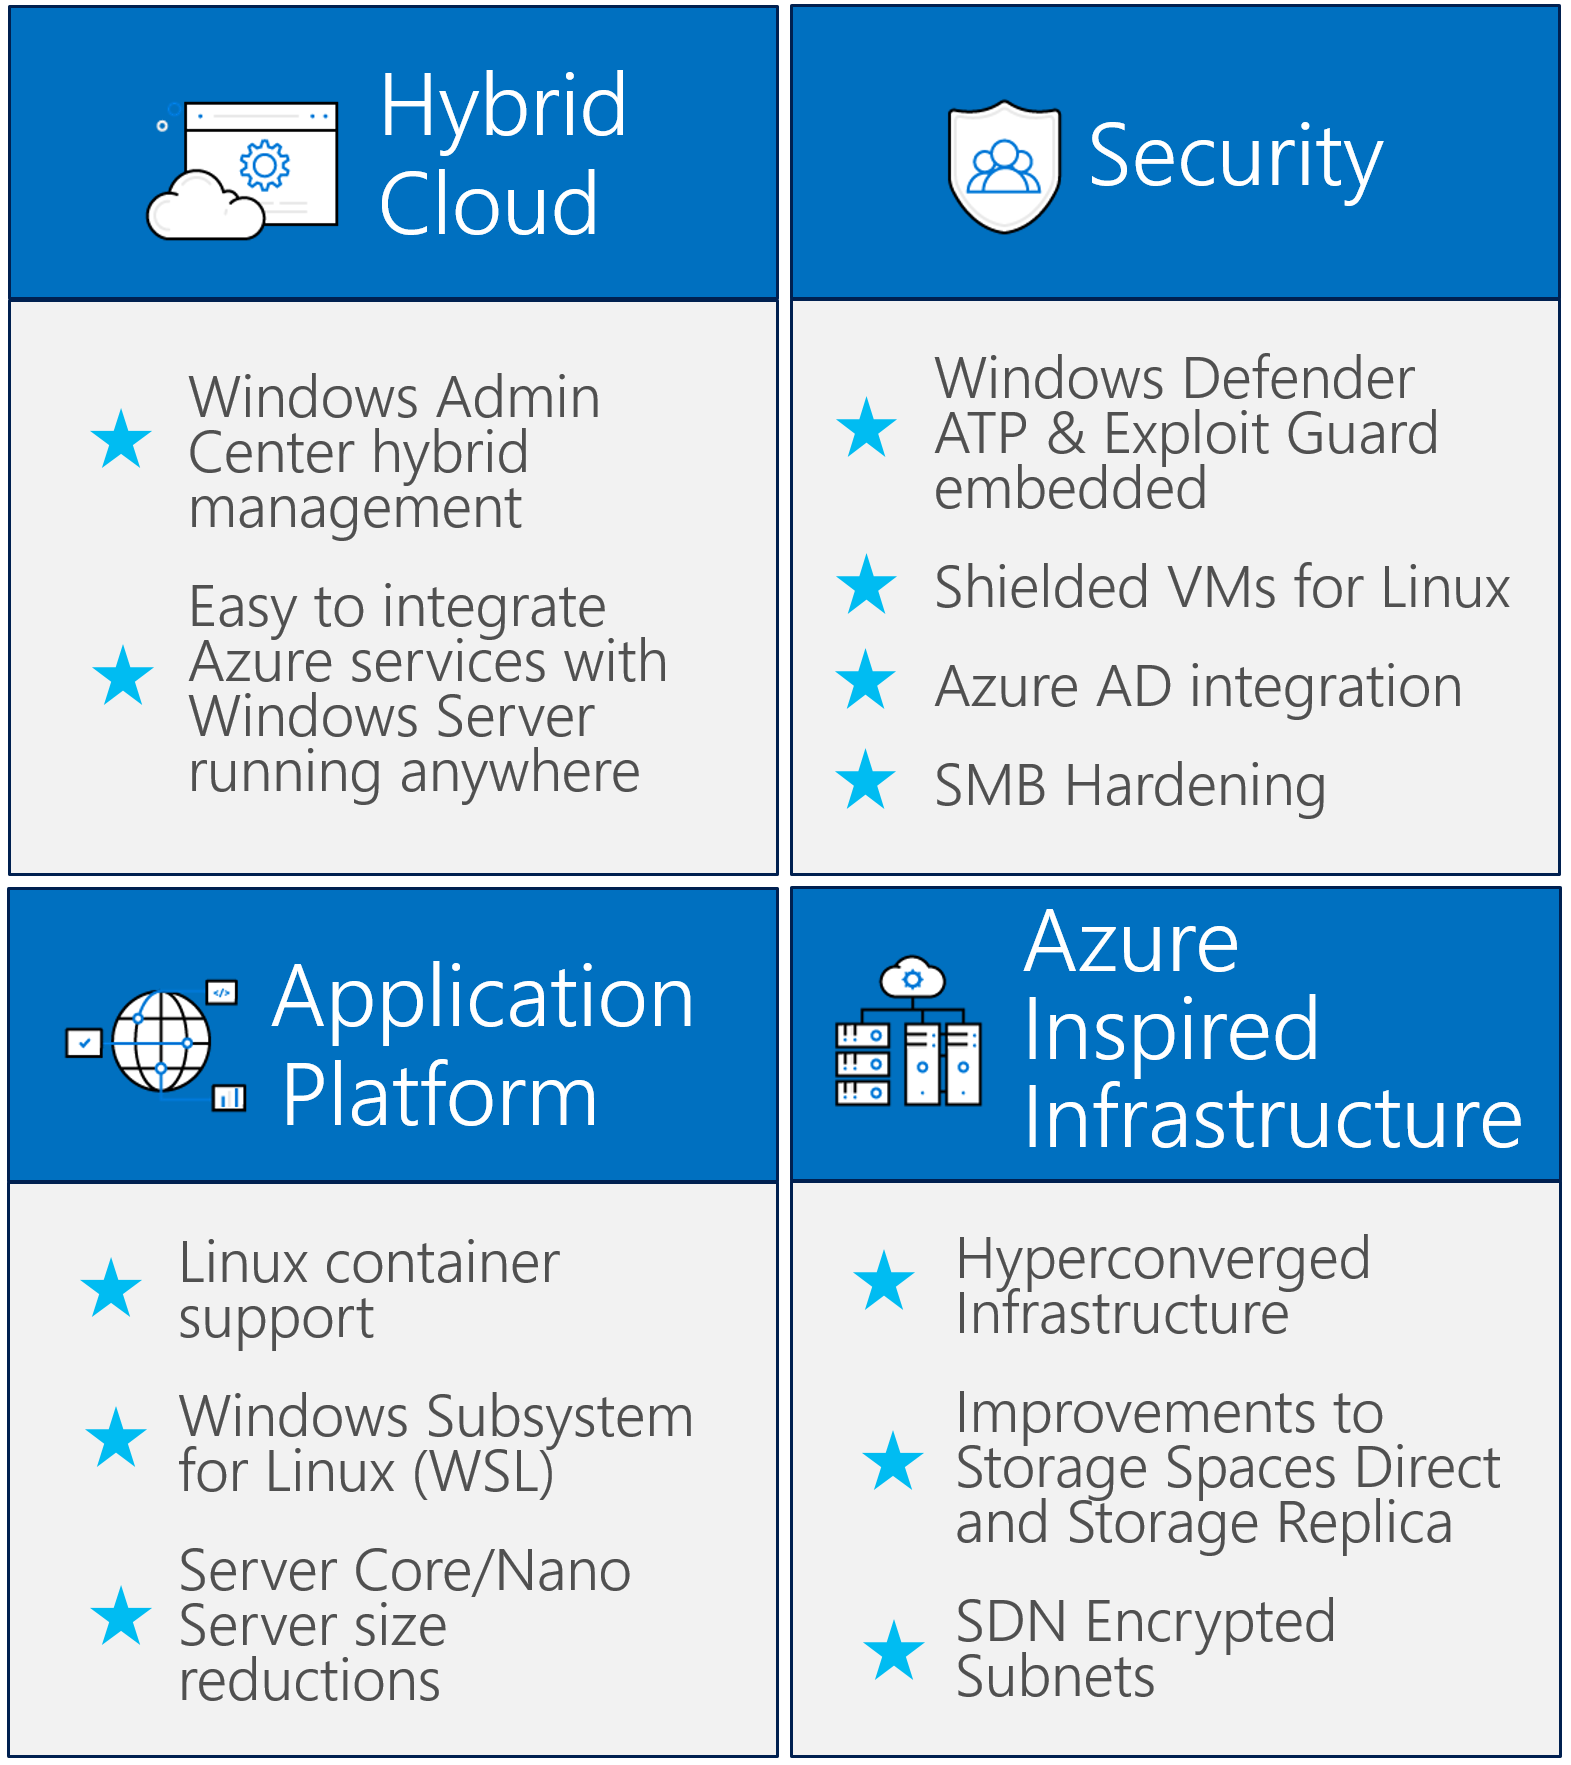 Hybrid
Cloud
Windows Admin
Center hybrid
management
Easy to integrate
Azure services with
Windows Server
running anywhere
Security
Windows Defender
ATP & Exploit Guard
embedded
Shielded VMs for Linux
Azure AD integration
SMB Hardening
Application
Platform
Linux container
support
Windows Subsystem
for Linux (WSL)
Server Core/Nano
Server size
reductions
Azure
Inspired
Infrastructure
Hyperconverged
Infrastructure
Improvements to
Storage Spaces Direct
and Storage Replica
SDN Encrypted
Subnets